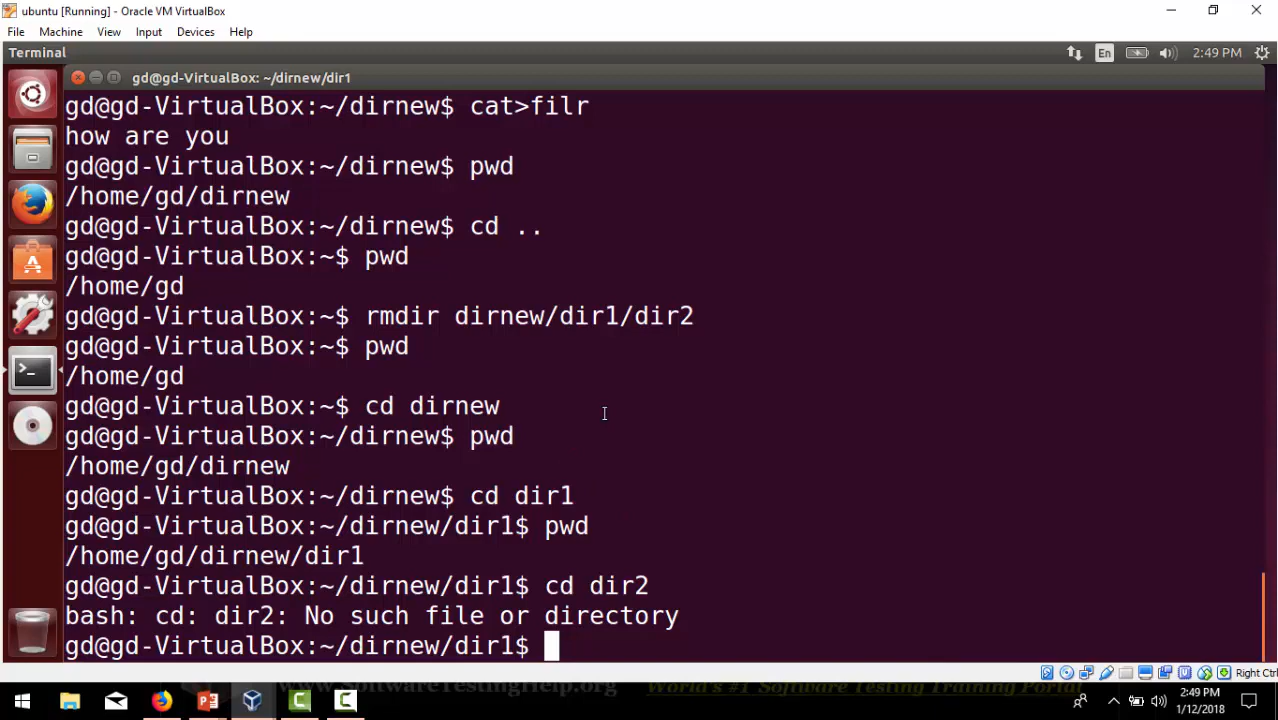 ubuntu [Running] - Oracle VM VirtualBox
File Machine View Input Devices Help
Terminal En 2:49 PM
gd@gd-VirtualBox: ~/dirnew/dir1
gd@gd-VirtualBox:~/dirnew$ cat>filr
how are you
gd@gd-VirtualBox:~/dirnew$ pwd
/home/gd/dirnew
gd@gd-VirtualBox:~/dirnew$ cd ..
gd@gd-VirtualBox:~$ pwd
/home/gd
gd@gd-VirtualBox:~$ rmdir dirnew/dir1/dir2
gd@gd-VirtualBox:~$ pwd
/home/gd
gd@gd-VirtualBox:~$ cd dirnew
gd@gd-VirtualBox:~/dirnew$ pwd
/home/gd/dirnew
gd@gd-VirtualBox:~/dirnew$ cd dir1
gd@gd-VirtualBox:~/dirnew/dir1$ pwd
/home/gd/dirnew/dir1
gd@gd-VirtualBox:~/dirnew/dir1$ cd dir2
bash: cd: dir2: No such file or directory
gd@gd-VirtualBox:~/dirnew/dir1$
Right Ctrl
www.SoftwareTestingHelp.org World's #1 Software Testing Training Portal
2:49 PM
1/12/2018